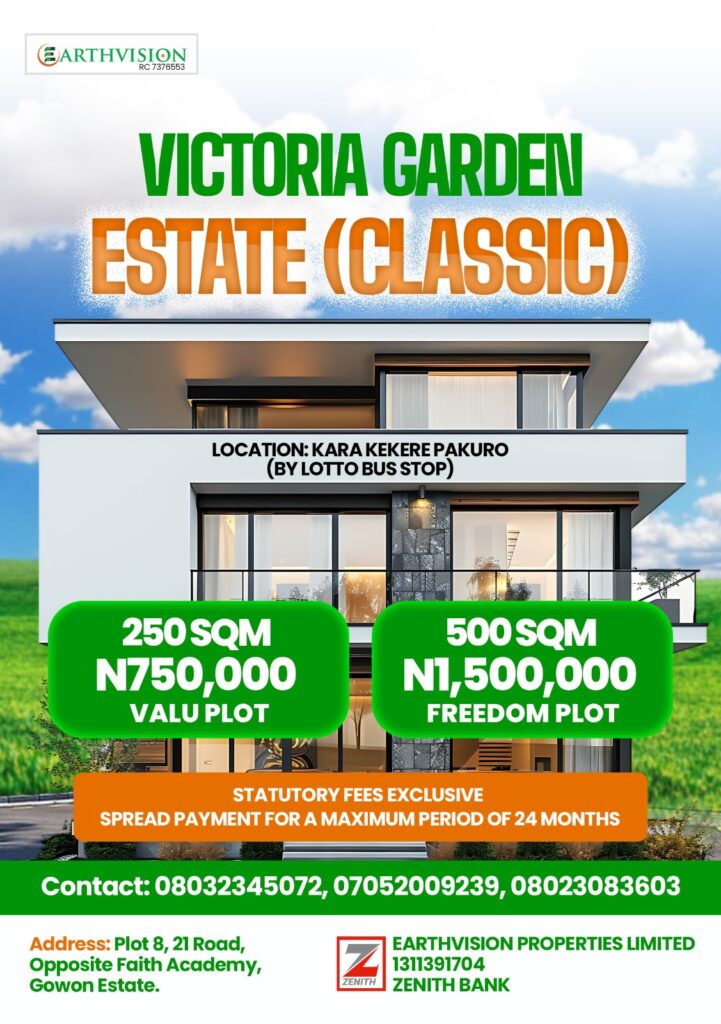 EARTHVISION
RC 7376553
VICTORIA GARDEN
ESTATE (CLASSIC)
LOCATION: KARA KEKERE PAKURO
(BY LOTTO BUS STOP)
250 SQM
N750,000
VALU PLOT
500 SQM
N1,500,000
FREEDOM PLOT
STATUTORY FEES EXCLUSIVE
SPREAD PAYMENT FOR A MAXIMUM PERIOD OF 24 MONTHS
Contact: 08032345072, 07052009239, 08023083603
Address: Plot 8, 21 Road,
Opposite Faith Academy,
Gowon Estate.
ZENITH
EARTHVISION PROPERTIES LIMITED
1311391704
ZENITH BANK